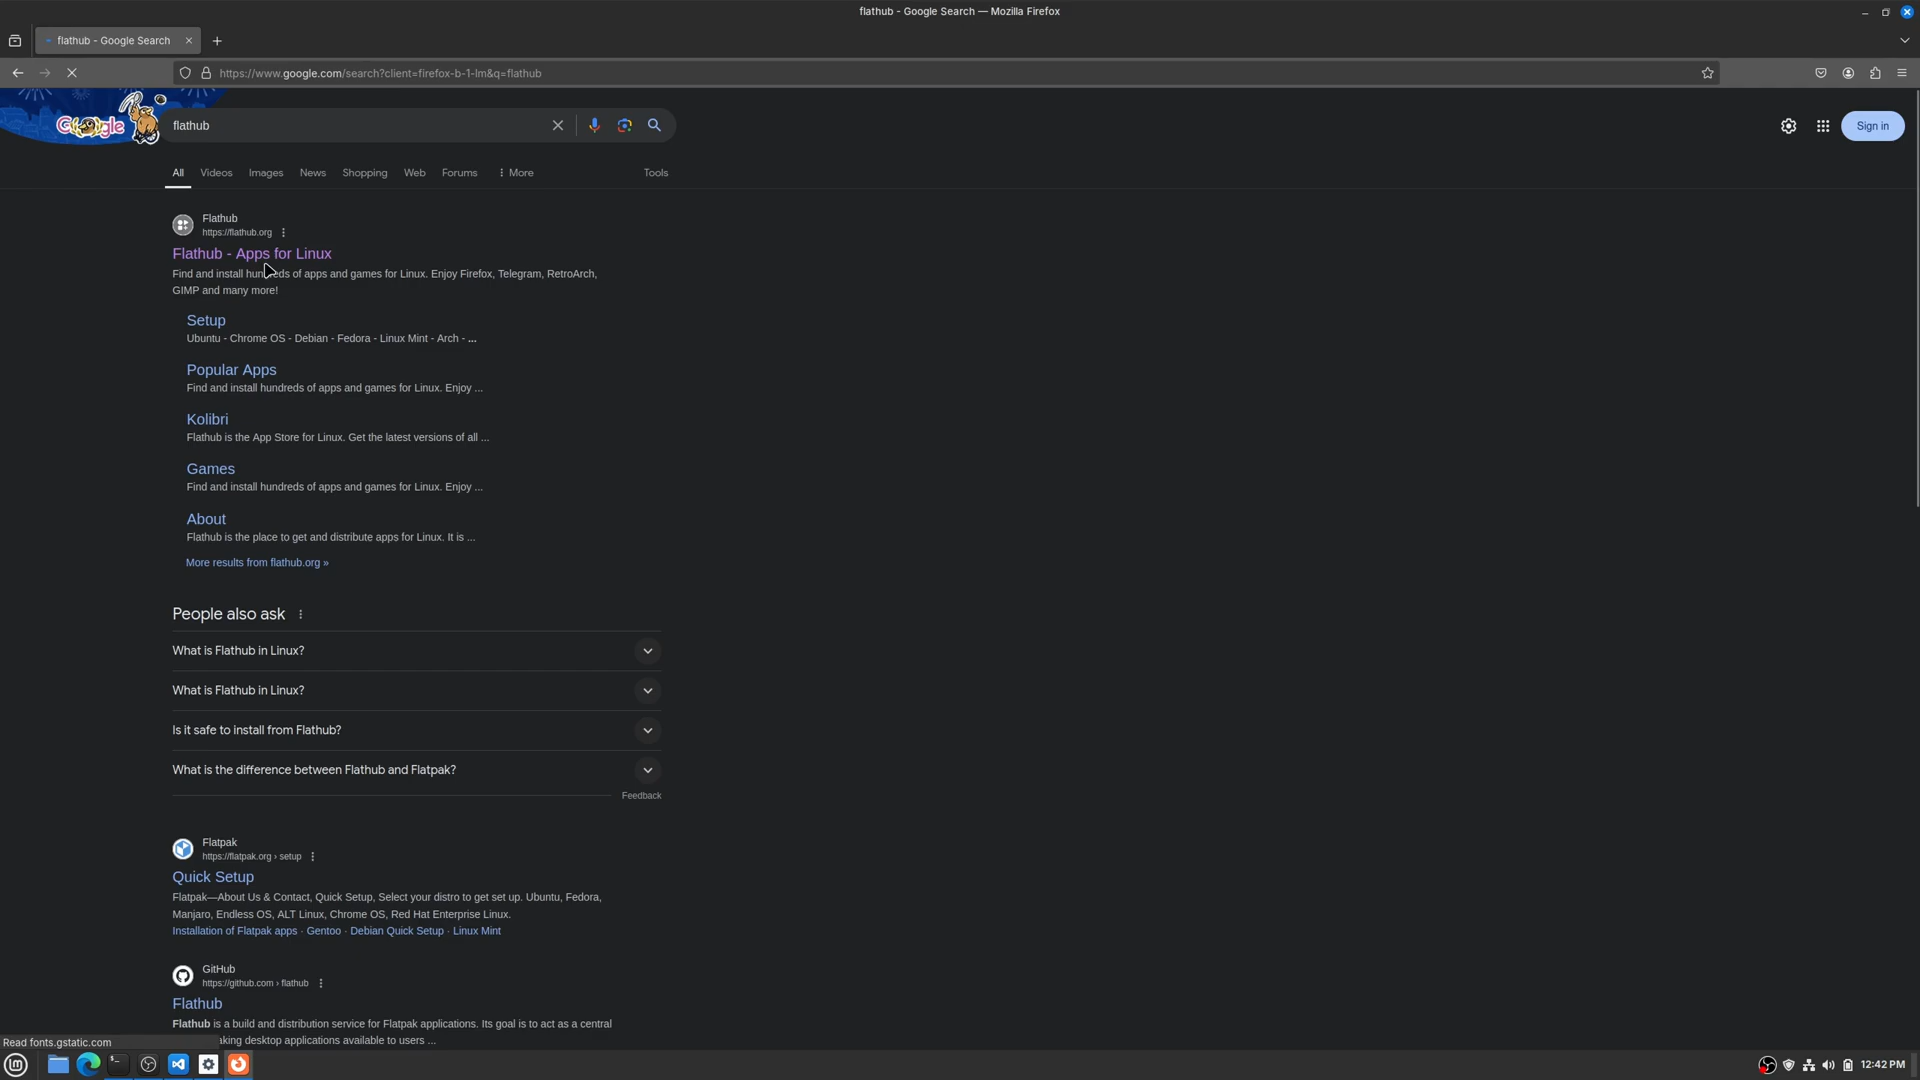 flathub - Google Search — Mozilla Firefox
flathub - Google Search
https://www.google.com/search?client=firefox-b-1-lm&q=flathub
Google
flathub
Sign in
All Videos Images News Shopping Web Forums More Tools
Flathub
https://flathub.org
Flathub - Apps for Linux
Find and install hundreds of apps and games for Linux. Enjoy Firefox, Telegram, RetroArch,
GIMP and many more!
Setup
Ubuntu - Chrome OS - Debian - Fedora - Linux Mint - Arch - ...
Popular Apps
Find and install hundreds of apps and games for Linux. Enjoy ...
Kolibri
Flathub is the App Store for Linux. Get the latest versions of all ...
Games
Find and install hundreds of apps and games for Linux. Enjoy ...
About
Flathub is the place to get and distribute apps for Linux. It is ...
More results from flathub.org »
People also ask
What is Flathub in Linux?
What is Flathub in Linux?
Is it safe to install from Flathub?
What is the difference between Flathub and Flatpak?
Feedback
Flatpak
https://flatpak.org › setup
Quick Setup
Flatpak—About Us & Contact, Quick Setup, Select your distro to get set up. Ubuntu, Fedora,
Manjaro, Endless OS, ALT Linux, Chrome OS, Red Hat Enterprise Linux.
Installation of Flatpak apps · Gentoo · Debian Quick Setup · Linux Mint
GitHub
https://github.com › flathub
Flathub
Flathub is a build and distribution service for Flatpak applications. Its goal is to act as a central
aking desktop applications available to users ...
Read fonts.gstatic.com
12:42 PM